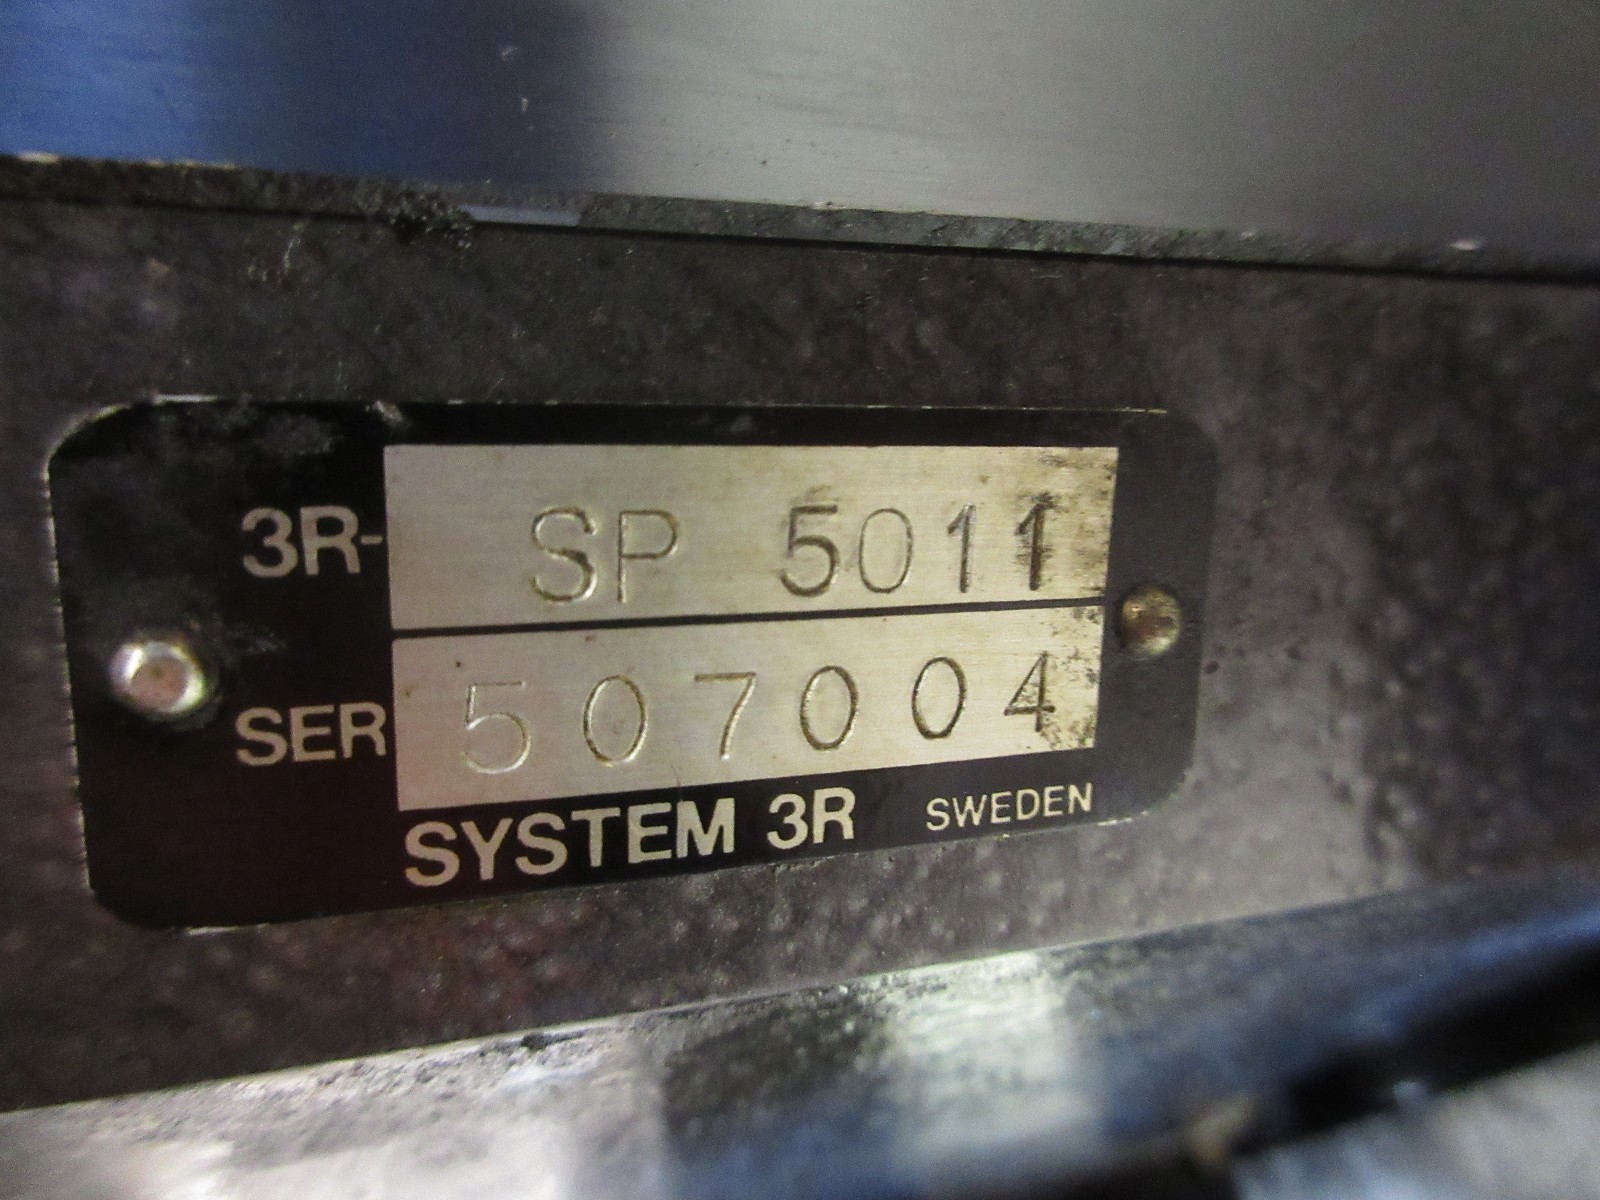 3R- SP 5011
SER 507004
SYSTEM 3R SWEDEN